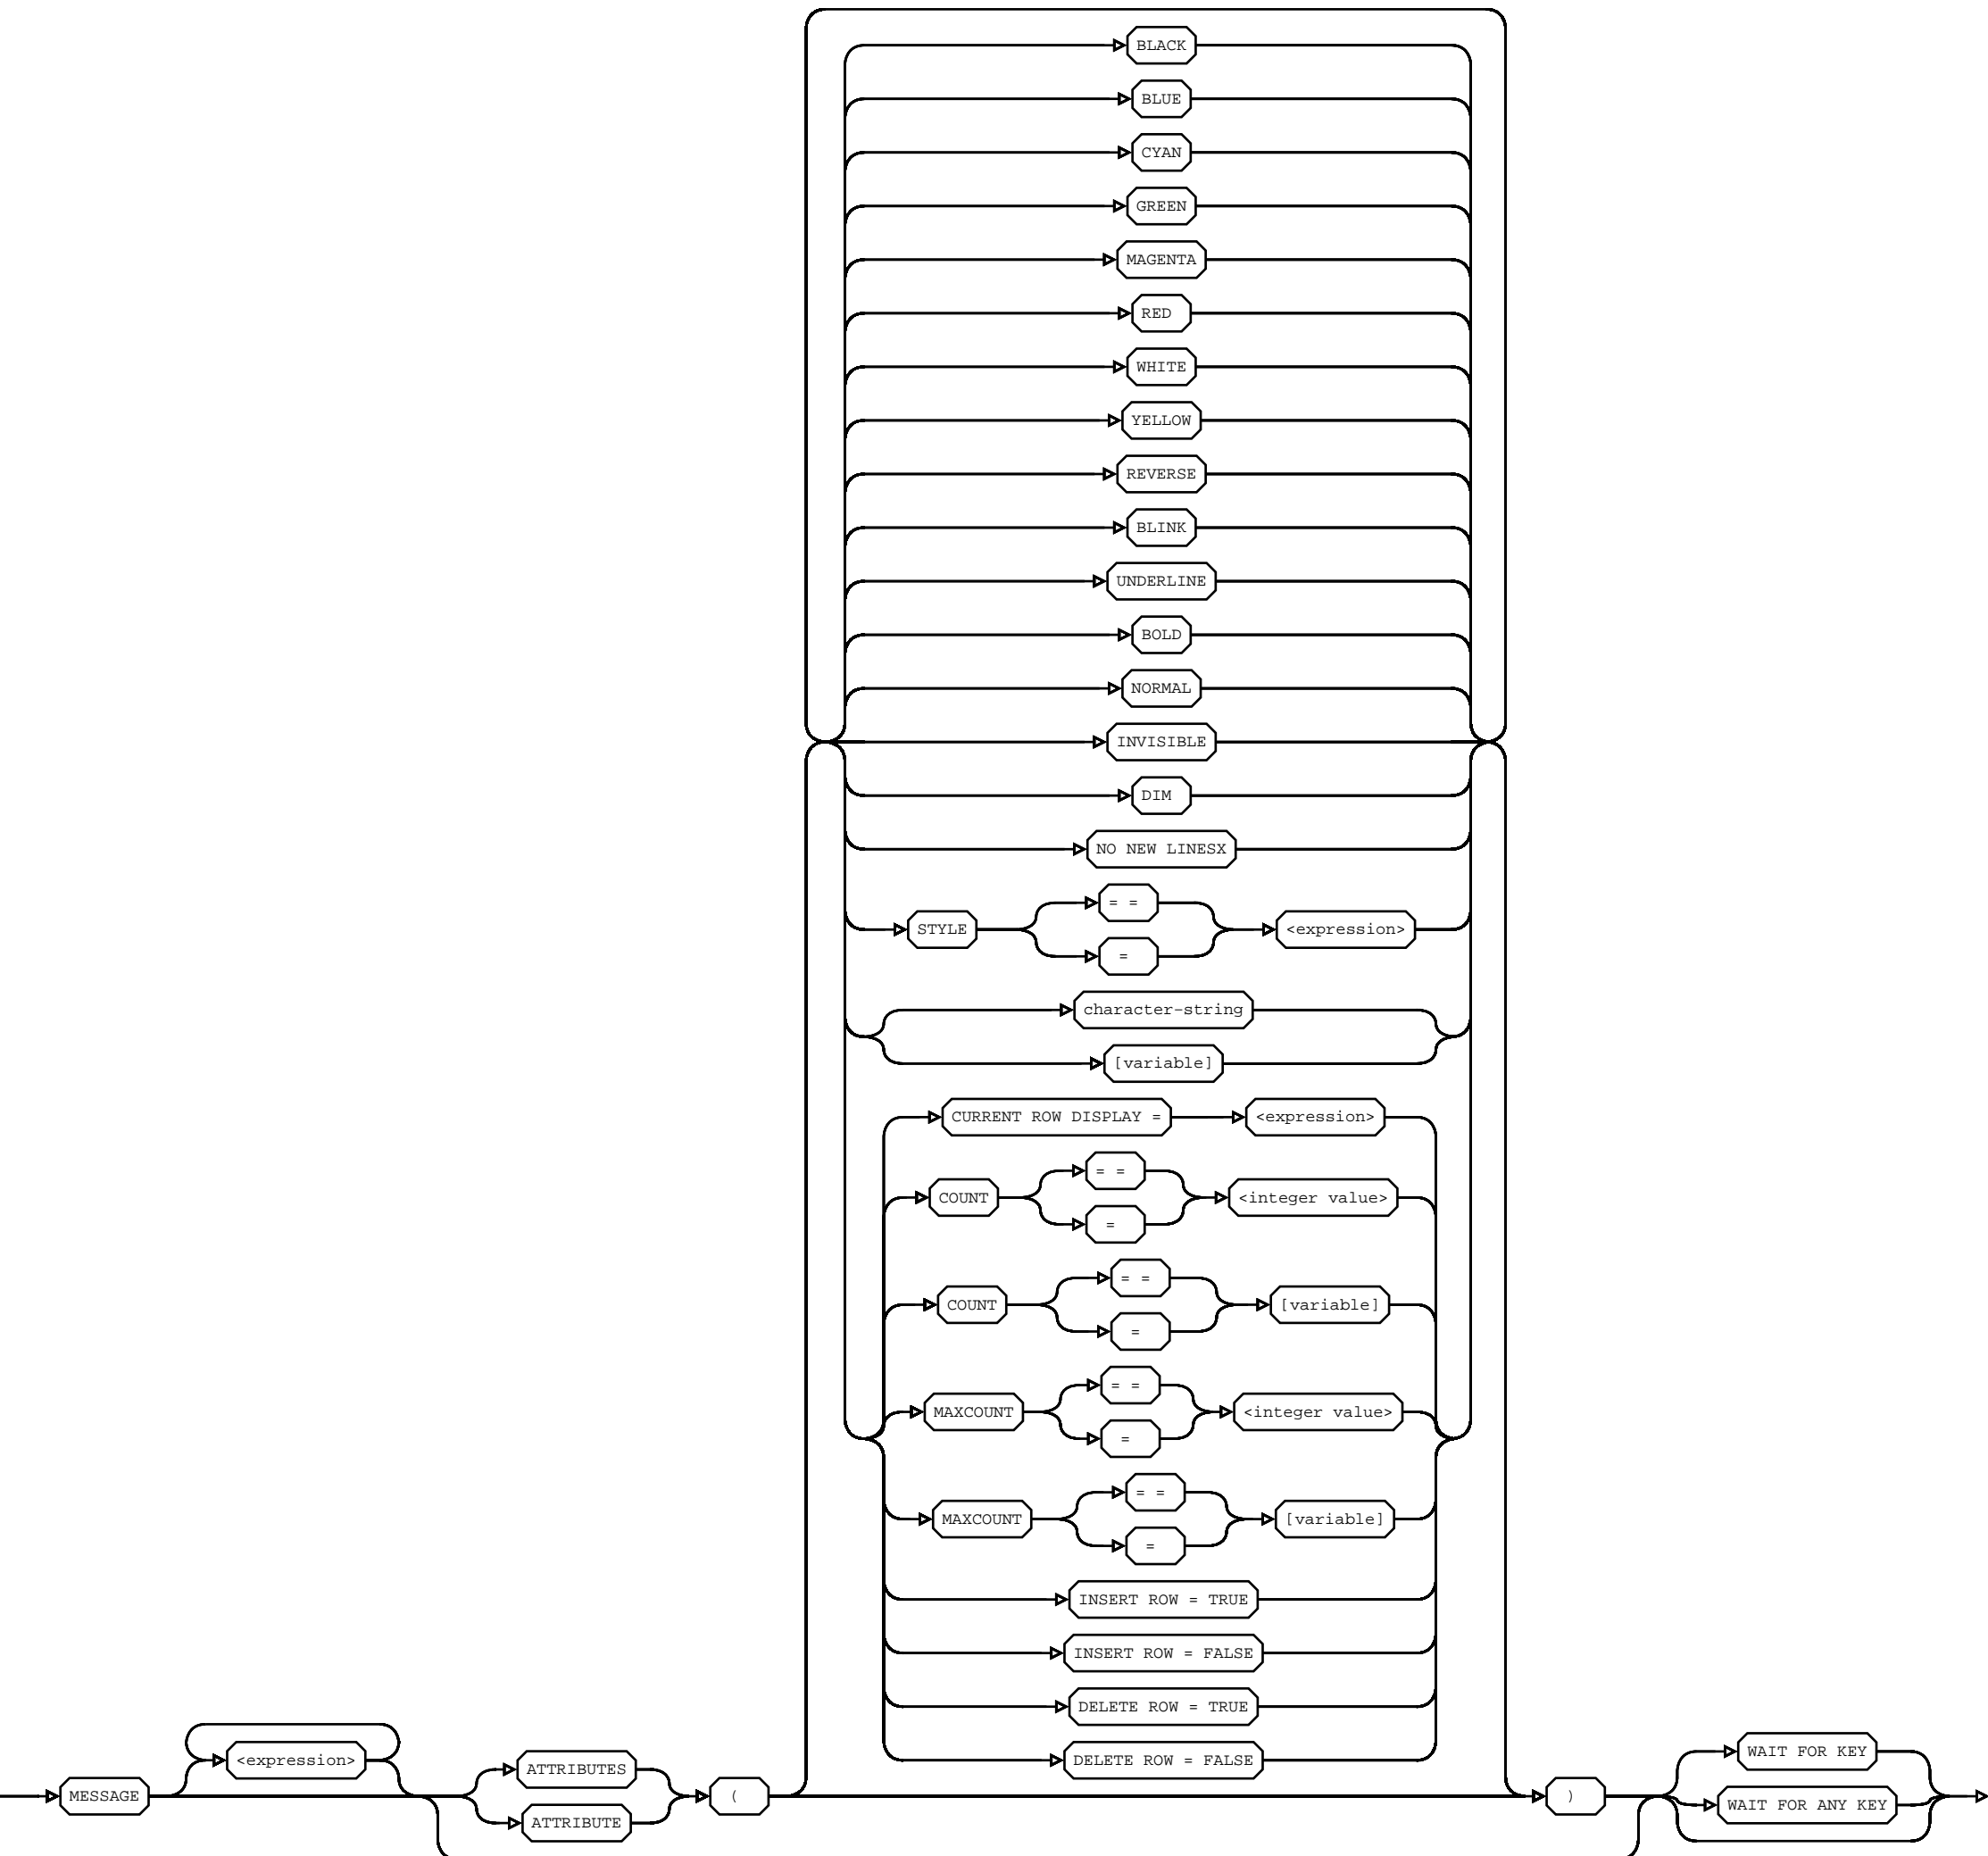 BLACK
BLUE
CYAN
GREEN
MAGENTA
RED
WHITE
YELLOW
REVERSE
BLINK
UNDERLINE
BOLD
NORMAL
INVISIBLE
DIM
NO NEW LINESX
= =
STYLE <expression>
=
character-string
[variable]
CURRENT ROW DISPLAY = <expression>
= =
COUNT <integer value>
=
= =
COUNT [variable]
=
= =
MAXCOUNT <integer value>
=
= =
MAXCOUNT [variable]
=
INSERT ROW = TRUE
INSERT ROW = FALSE
DELETE ROW = TRUE
WAIT FOR KEY
<expression> DELETE ROW = FALSE
ATTRIBUTES
MESSAGE ( )
WAIT FOR ANY KEY
ATTRIBUTE